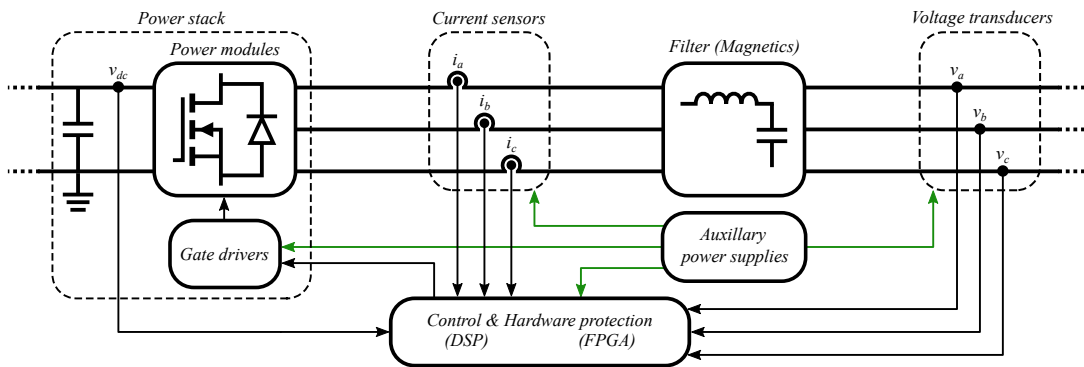 Power stack
Current sensors
Voltage transducers
Power modules
Filter (Magnetics)
v_dc
i_a
i_b
i_c
v_a
v_b
v_c
Gate drivers
Auxillary
power supplies
Control & Hardware protection
(DSP) (FPGA)